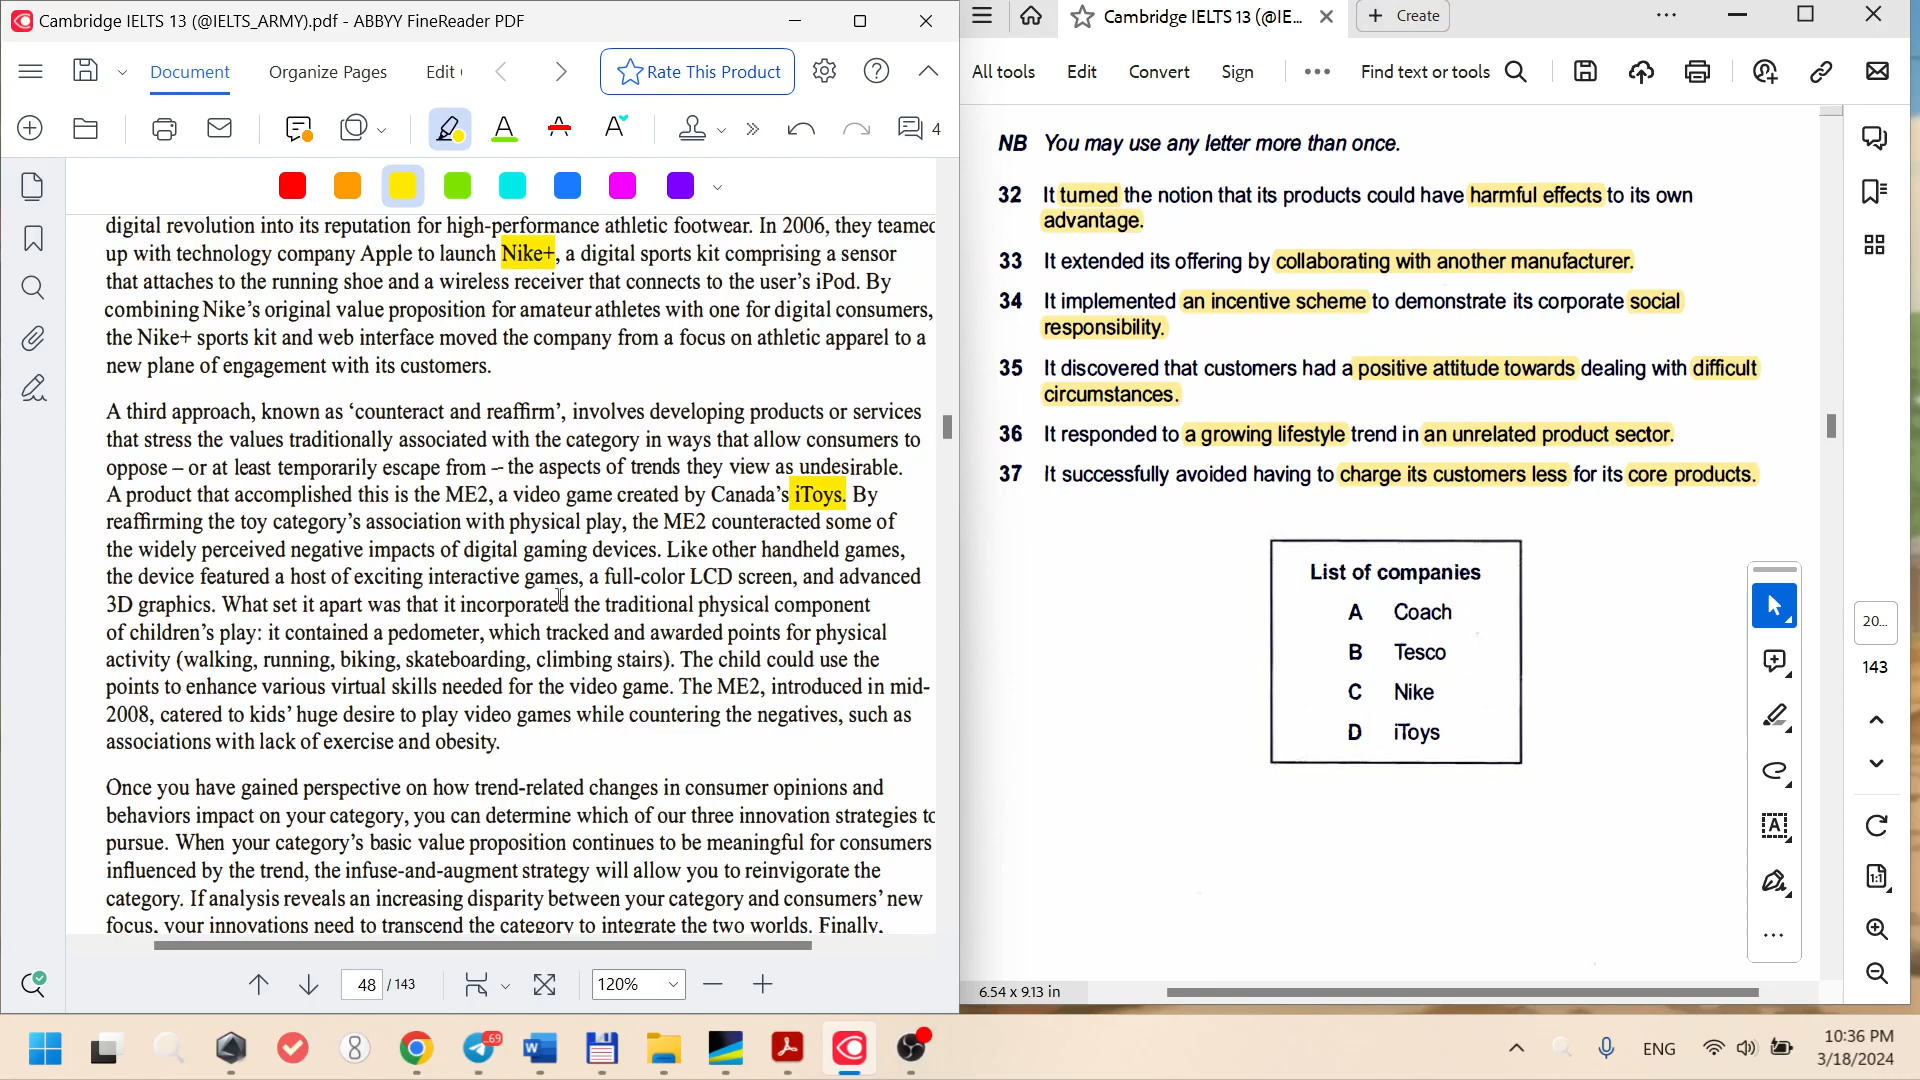 Cambridge IELTS 13 (@IELTS_ARMY).pdf - ABBYY FineReader PDF
Document
Organize Pages
Edit
Rate This Product
4
digital revolution into its reputation for high-performance athletic footwear. In 2006, they teamed
up with technology company Apple to launch Nike+, a digital sports kit comprising a sensor
that attaches to the running shoe and a wireless receiver that connects to the user's iPod. By
combining Nike's original value proposition for amateur athletes with one for digital consumers,
the Nike+ sports kit and web interface moved the company from a focus on athletic apparel to a
new plane of engagement with its customers.
A third approach, known as 'counteract and reaffirm', involves developing products or services
that stress the values traditionally associated with the category in ways that allow consumers to
oppose – or at least temporarily escape from – the aspects of trends they view as undesirable.
A product that accomplished this is the ME2, a video game created by Canada's iToys. By
reaffirming the toy category's association with physical play, the ME2 counteracted some of
the widely perceived negative impacts of digital gaming devices. Like other handheld games,
the device featured a host of exciting interactive games, a full-color LCD screen, and advanced
3D graphics. What set it apart was that it incorporated the traditional physical component
of children's play: it contained a pedometer, which tracked and awarded points for physical
activity (walking, running, biking, skateboarding, climbing stairs). The child could use the
points to enhance various virtual skills needed for the video game. The ME2, introduced in mid-
2008, catered to kids' huge desire to play video games while countering the negatives, such as
associations with lack of exercise and obesity.
Once you have gained perspective on how trend-related changes in consumer opinions and
behaviors impact on your category, you can determine which of our three innovation strategies to
pursue. When your category's basic value proposition continues to be meaningful for consumers
influenced by the trend, the infuse-and-augment strategy will allow you to reinvigorate the
category. If analysis reveals an increasing disparity between your category and consumers' new
focus, your innovations need to transcend the category to integrate the two worlds. Finally,
48 / 143
120%
Cambridge IELTS 13 (@IE...
Create
All tools
Edit
Convert
Sign
Find text or tools
NB You may use any letter more than once.
32 It turned the notion that its products could have harmful effects to its own
advantage.
33 It extended its offering by collaborating with another manufacturer.
34 It implemented an incentive scheme to demonstrate its corporate social
responsibility.
35 It discovered that customers had a positive attitude towards dealing with difficult
circumstances.
36 It responded to a growing lifestyle trend in an unrelated product sector.
37 It successfully avoided having to charge its customers less for its core products.
List of companies
A Coach
B Tesco
C Nike
D iToys
20...
143
6.54 x 9.13 in
69
ENG
10:36 PM
3/18/2024